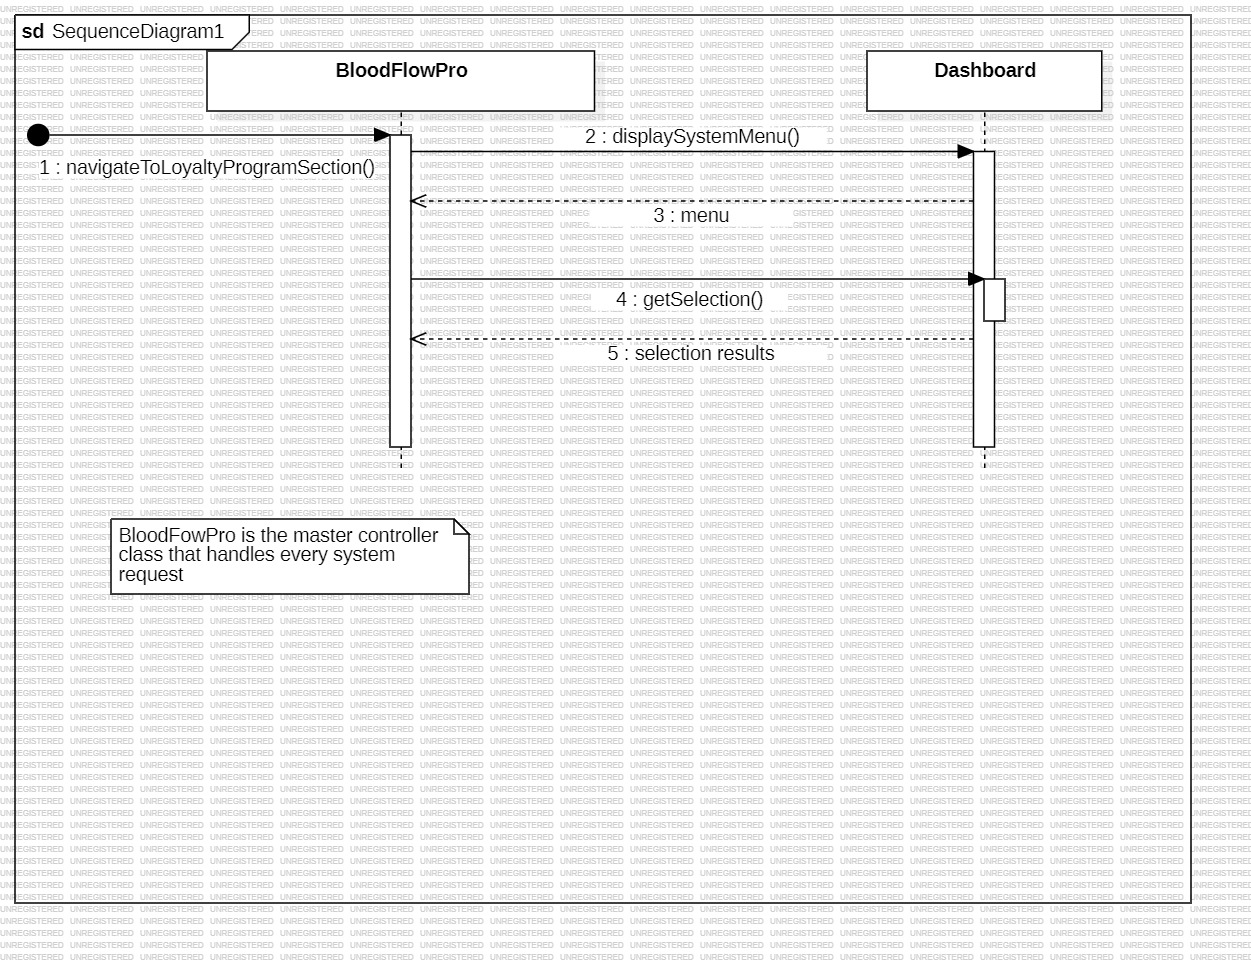 sd SequenceDiagram1
BloodFlowPro
Dashboard
2 : displaySystemMenu()
1 : navigateToLoyaltyProgramSection()
3 : menu
4 : getSelection()
5 : selection results
BloodFowPro is the master controller
class that handles every system
request
UNREGISTERED